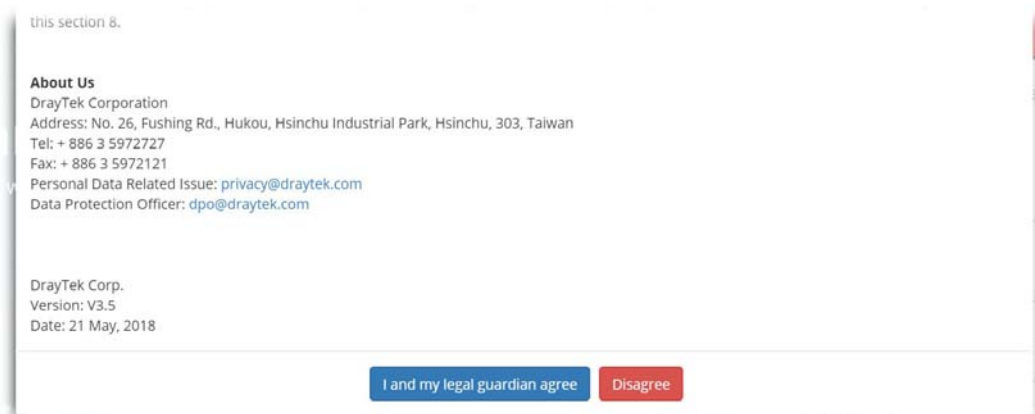 this section 8.
About Us
DrayTek Corporation
Address: No. 26, Fushing Rd., Hukou, Hsinchu Industrial Park, Hsinchu, 303, Taiwan
Tel: + 886 3 5972727
Fax: + 886 3 5972121
Personal Data Related Issue: privacy@draytek.com
Data Protection Officer: dpo@draytek.com
DrayTek Corp.
Version: V3.5
Date: 21 May, 2018
I and my legal guardian agree
Disagree